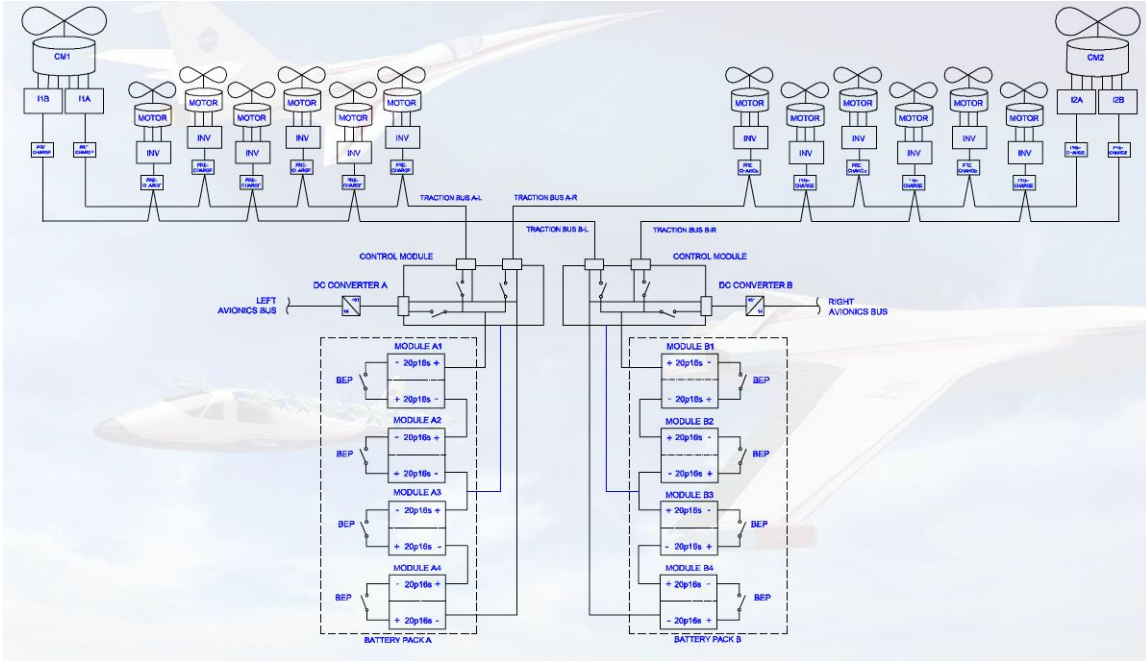 CM1
CM2
I1B
I1A
I2A
I2B
MOTOR
MOTOR
MOTOR
MOTOR
MOTOR
MOTOR
MOTOR
MOTOR
MOTOR
MOTOR
MOTOR
MOTOR
INV
INV
INV
INV
INV
INV
INV
INV
INV
INV
INV
INV
TRACTION BUS A-L
TRACTION BUS A-R
TRACTION BUS B-L
TRACTION BUS B-R
CONTROL MODULE
CONTROL MODULE
DC CONVERTER A
DC CONVERTER B
LEFT
AVIONICS BUS
RIGHT
AVIONICS BUS
MODULE A1
- 20p16s +
BEP
+ 20p16s -
MODULE A2
- 20p16s +
BEP
+ 20p16s -
MODULE A3
- 20p16s +
BEP
+ 20p16s -
MODULE A4
- 20p16s +
BEP
+ 20p16s -
BATTERY PACK A
MODULE B1
+ 20p16s -
BEP
- 20p16s +
MODULE B2
+ 20p16s -
BEP
- 20p16s +
MODULE B3
+ 20p16s -
BEP
- 20p16s +
MODULE B4
+ 20p16s -
BEP
- 20p16s +
BATTERY PACK B